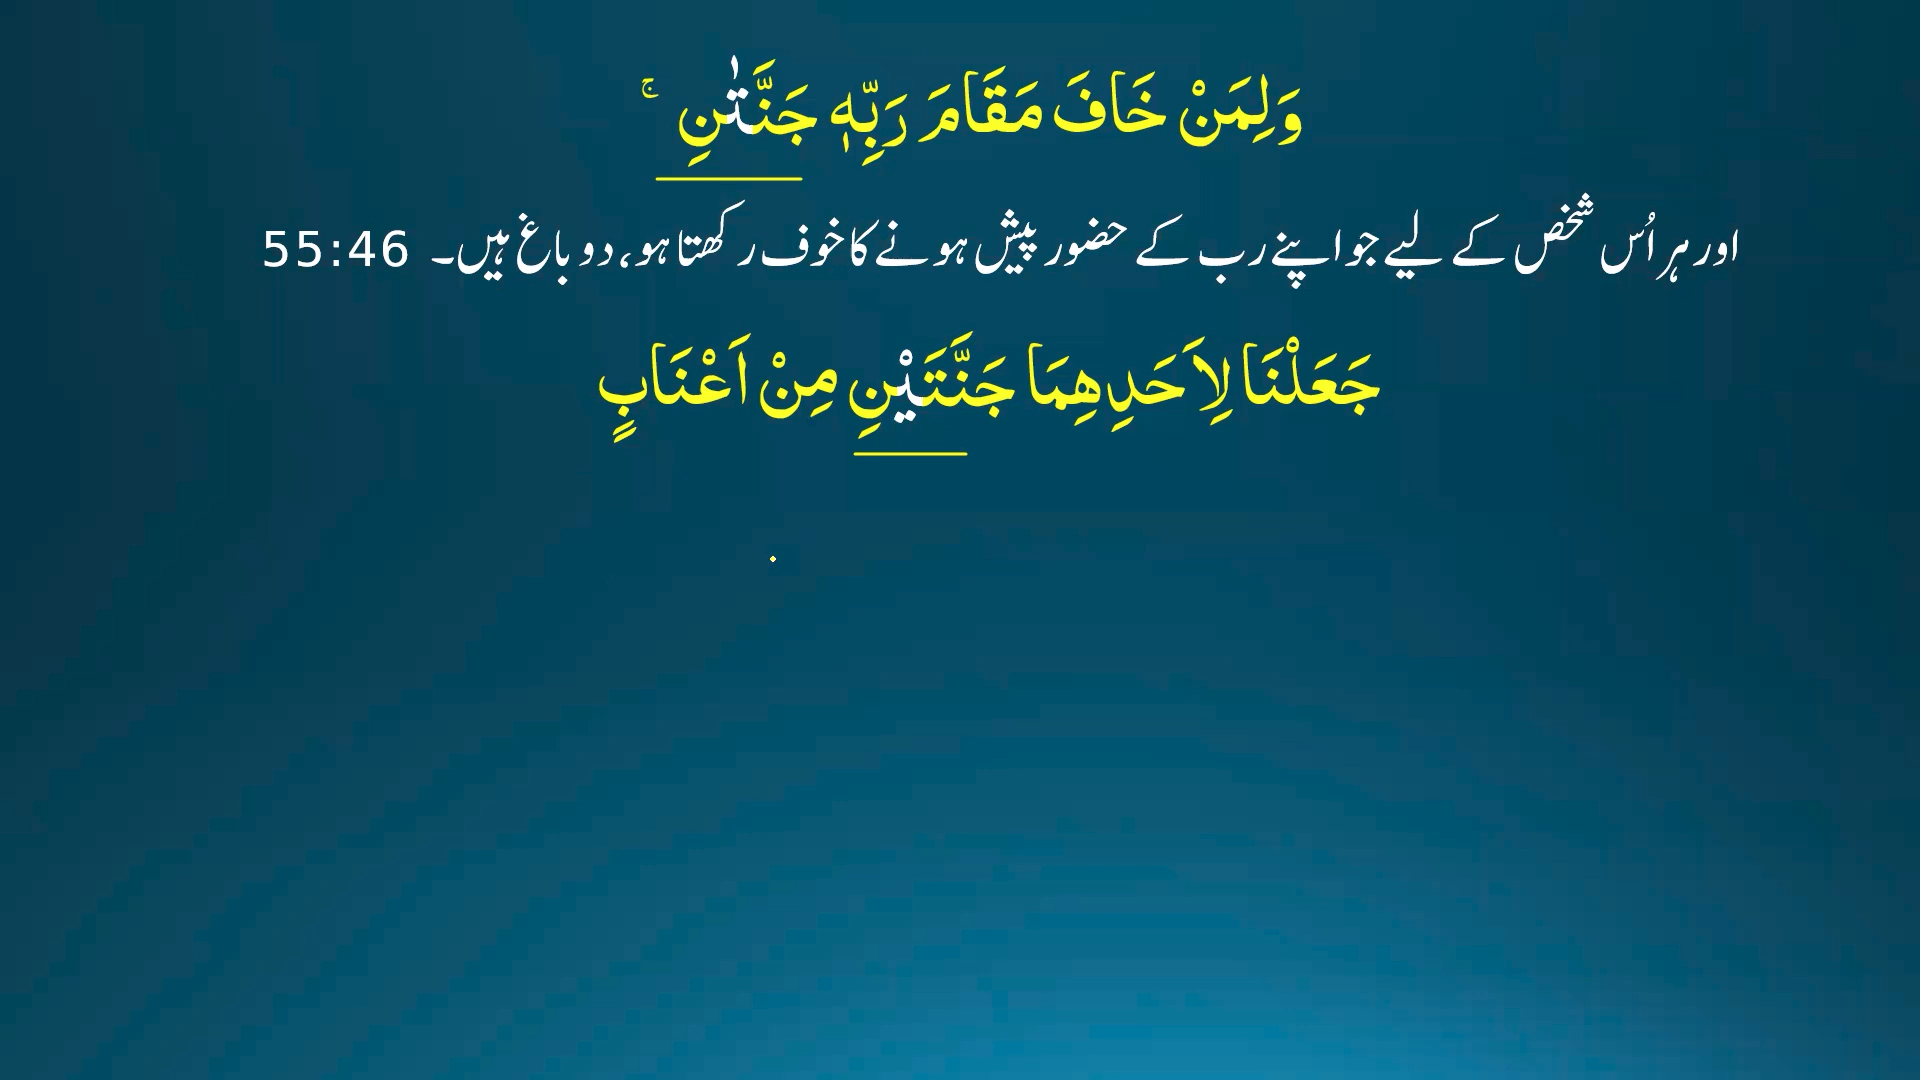 وَلِمَنْ خَافَ مَقَامَ رَبِّهٖ جَنَّتٰنِ ۚ
اور ہر اُس شخص کے لیے جو اپنے رب کے حضور پیش ہونے کا خوف رکھتا ہو، دو باغ ہیں۔ 55:46
جَعَلْنَا لِاَحَدِهِمَا جَنَّتَيْنِ مِنْ اَعْنَابٍ